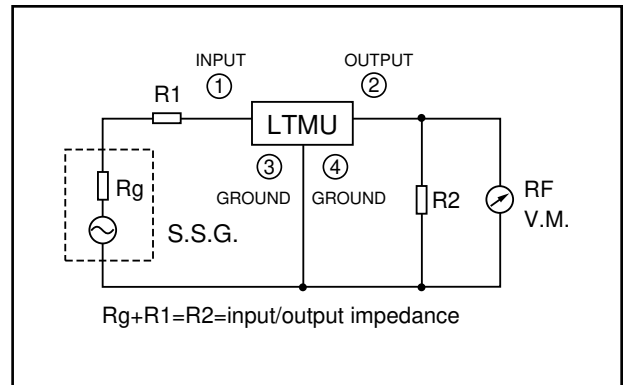 INPUT
OUTPUT
①
②
R1
LTMU
③
④
Rg
GROUND
GROUND
R2
RF
V.M.
S.S.G.
Rg+R1=R2=input/output impedance